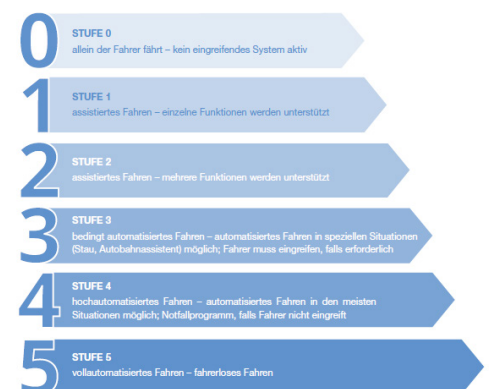 0
STUFE 0
allein der Fahrer fährt – kein eingreifendes System aktiv
1
STUFE 1
assistiertes Fahren – einzelne Funktionen werden unterstützt
2
STUFE 2
assistiertes Fahren – mehrere Funktionen werden unterstützt
3
STUFE 3
bedingt automatisiertes Fahren – automatisiertes Fahren in speziellen Situationen
(Stau, Autobahnassistent) möglich; Fahrer muss eingreifen, falls erforderlich
4
STUFE 4
hochautomatisiertes Fahren – automatisiertes Fahren in den meisten
Situationen möglich; Notfallprogramm, falls Fahrer nicht eingreift
5
STUFE 5
vollautomatisiertes Fahren – fahrerloses Fahren